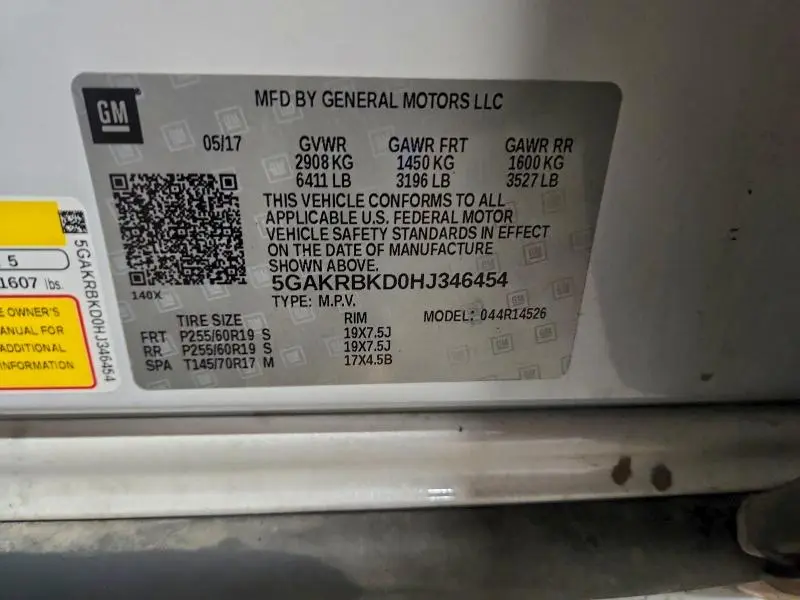 GM
MFD BY GENERAL MOTORS LLC
05/17
GVWR GAWR FRT GAWR RR
2908 KG 1450 KG 1600 KG
6411 LB 3196 LB 3527 LB
THIS VEHICLE CONFORMS TO ALL
APPLICABLE U.S. FEDERAL MOTOR
VEHICLE SAFETY STANDARDS IN EFFECT
ON THE DATE OF MANUFACTURE
SHOWN ABOVE.
140X
5GAKRBKD0HJ346454
TYPE: M.P.V.
TIRE SIZE RIM MODEL: 044R14526
FRT P255/60R19 S 19X7.5J
RR P255/60R19 S 19X7.5J
SPA T145/70R17 M 17X4.5B
5
1607 lbs.
E OWNER'S
ANUAL FOR
ADDITIONAL
INFORMATION
5GAKRBKD0HJ346454